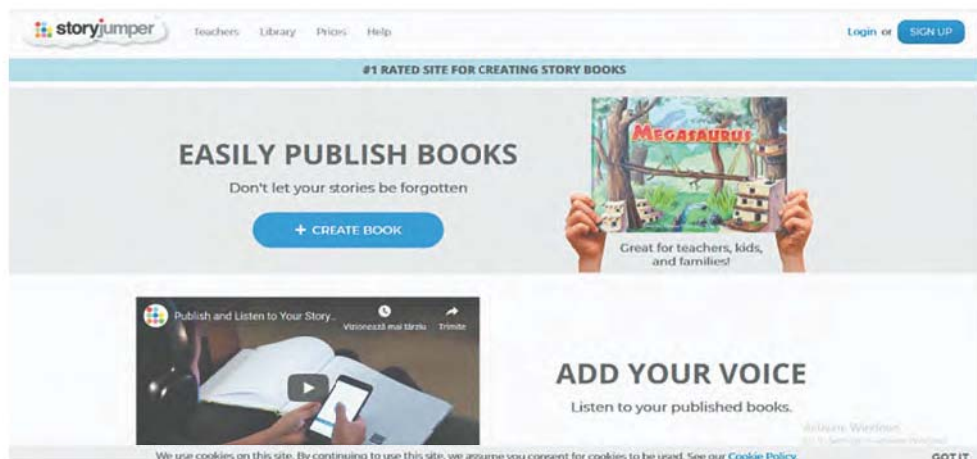 storyjumper
Teachers Library Prices Help
Login or SIGN UP
#1 RATED SITE FOR CREATING STORY BOOKS
EASILY PUBLISH BOOKS
Don't let your stories be forgotten
+ CREATE BOOK
MEGASAURUS
Great for teachers, kids,
and families!
Publish and Listen to Your Story...
Vizionează mai târziu Trimite
ADD YOUR VOICE
Listen to your published books.
Activate Windows
We use cookies on this site. By continuing to use this site, we assume you consent for cookies to be used. See our Cookie Policy. GOT IT